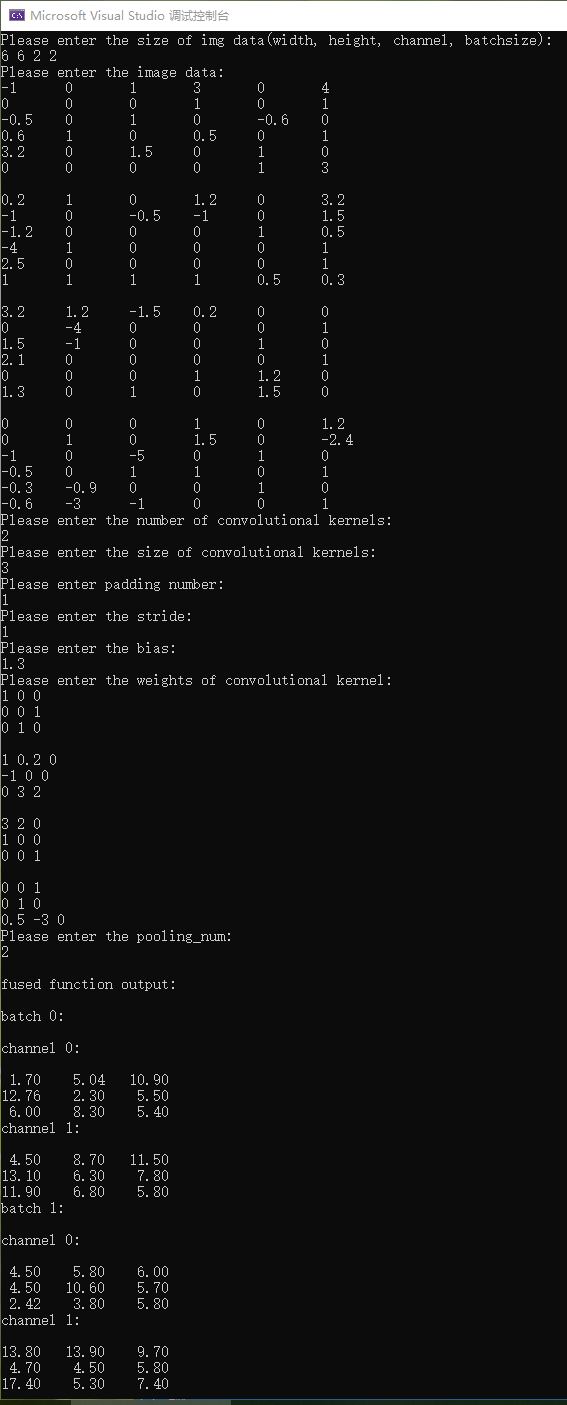 Microsoft Visual Studio 调试控制台
Please enter the size of img data(width, height, channel, batchsize):
6 6 2 2
Please enter the image data:
-1 0 1 3 0 4
0 0 0 1 0 1
-0.5 0 1 0 -0.6 0
0.6 1 0 0.5 0 1
3.2 0 1.5 0 1 0
0 0 0 0 1 3
0.2 1 0 1.2 0 3.2
-1 0 -0.5 -1 0 1.5
-1.2 0 0 0 1 0.5
-4 1 0 0 0 1
2.5 0 0 0 0 1
1 1 1 1 0.5 0.3
3.2 1.2 -1.5 0.2 0 0
0 -4 0 0 0 1
1.5 -1 0 0 1 0
2.1 0 0 0 0 1
0 0 0 1 1.2 0
1.3 0 1 0 1.5 0
0 0 0 1 0 1.2
0 1 0 1.5 0 -2.4
-1 0 -5 0 1 0
-0.5 0 1 1 0 1
-0.3 -0.9 0 0 1 0
-0.6 -3 -1 0 0 1
Please enter the number of convolutional kernels:
2
Please enter the size of convolutional kernels:
3
Please enter padding number:
1
Please enter the stride:
1
Please enter the bias:
1.3
Please enter the weights of convolutional kernel:
1 0 0
0 0 1
0 1 0
1 0.2 0
-1 0 0
0 3 2
3 2 0
1 0 0
0 0 1
0 0 1
0 1 0
0.5 -3 0
Please enter the pooling_num:
2
fused function output:
batch 0:
channel 0:
1.70 5.04 10.90
12.76 2.30 5.50
6.00 8.30 5.40
channel 1:
4.50 8.70 11.50
13.10 6.30 7.80
11.90 6.80 5.80
batch 1:
channel 0:
4.50 5.80 6.00
4.50 10.60 5.70
2.42 3.80 5.80
channel 1:
13.80 13.90 9.70
4.70 4.50 5.80
17.40 5.30 7.40